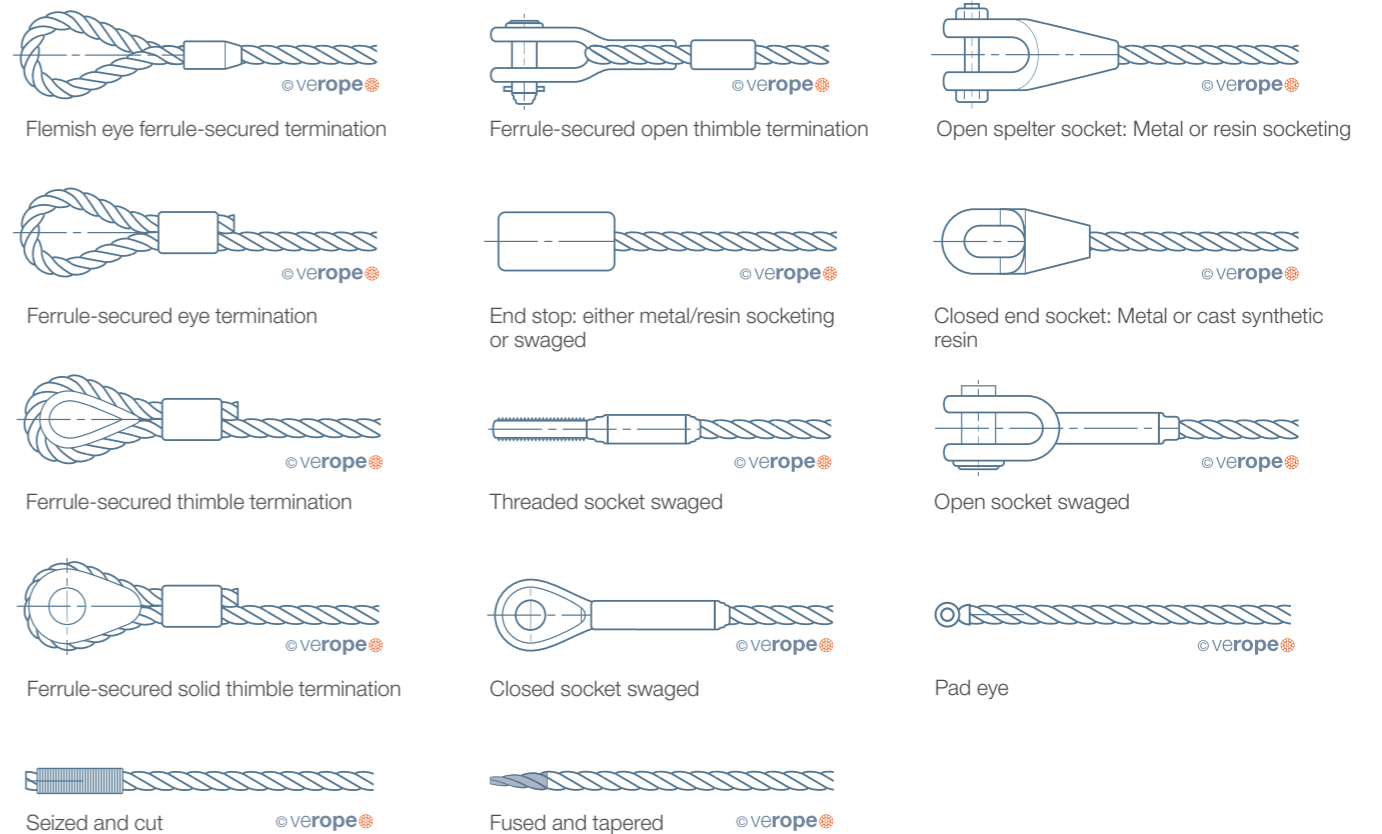 © verope
© verope
© verope
Flemish eye ferrule-secured termination
Ferrule-secured open thimble termination
Open spelter socket: Metal or resin socketing
© verope
© verope
© verope
Ferrule-secured eye termination
End stop: either metal/resin socketing
or swaged
Closed end socket: Metal or cast synthetic
resin
© verope
© verope
© verope
Ferrule-secured thimble termination
Threaded socket swaged
Open socket swaged
© verope
© verope
© verope
Ferrule-secured solid thimble termination
Closed socket swaged
Pad eye
Seized and cut
© verope
Fused and tapered
© verope